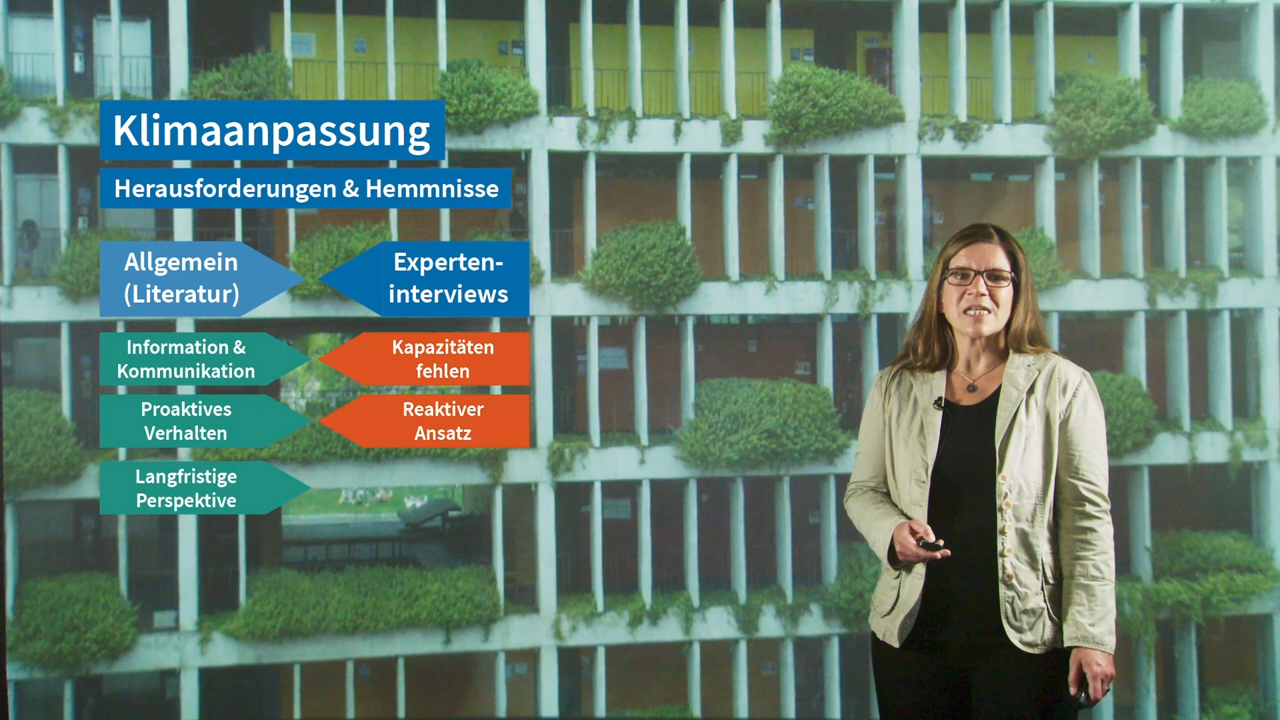 Klimaanpassung
Herausforderungen & Hemmnisse
Allgemein
(Literatur)
Experten-
interviews
Information &
Kommunikation
Kapazitäten
fehlen
Proaktives
Verhalten
Reaktiver
Ansatz
Langfristige
Perspektive